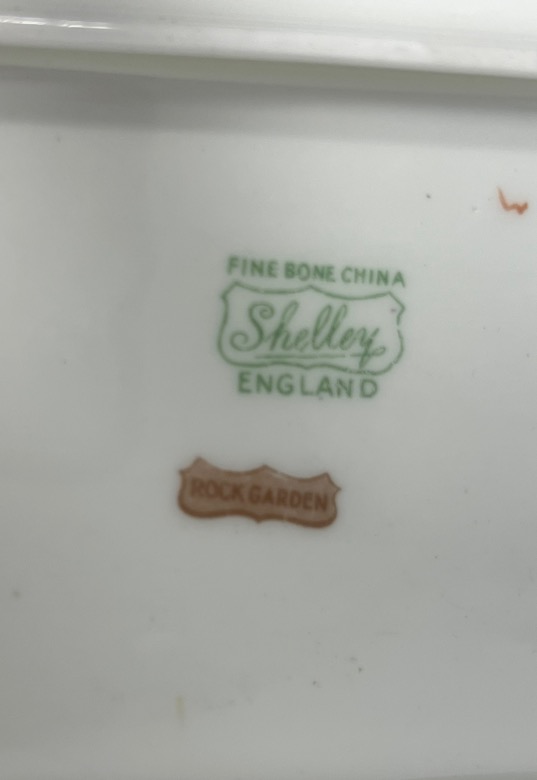 FINE BONE CHINA
Shelley
ENGLAND
ROCK GARDEN